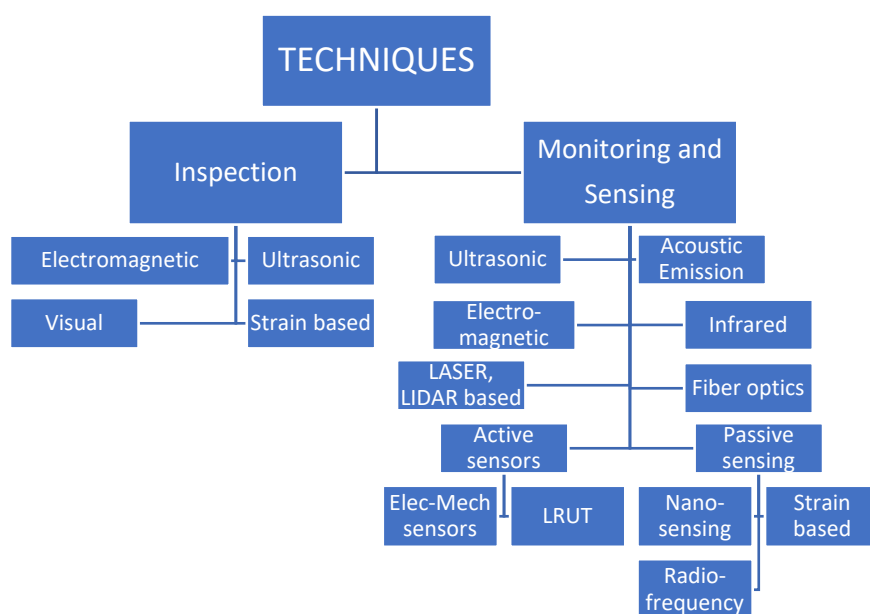 TECHNIQUES
Inspection
Monitoring and
Sensing
Electromagnetic
Ultrasonic
Visual
Strain based
Ultrasonic
Acoustic
Emission
Electro-
magnetic
Infrared
LASER,
LIDAR based
Fiber optics
Active
sensors
Passive
sensing
Elec-Mech
sensors
LRUT
Nano-
sensing
Strain
based
Radio-
frequency